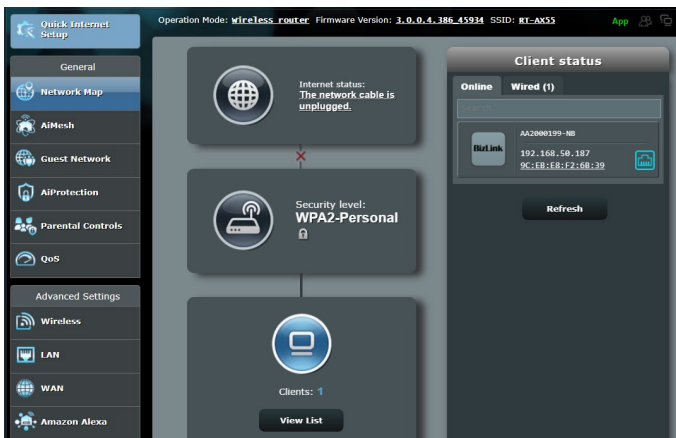 Quick Internet
Setup
Operation Mode: Wireless router Firmware Version: 3.0.0.4.386_45934 SSID: RT-AX55
App
General
Network Map
AiMesh
Guest Network
AiProtection
Parental Controls
QoS
Advanced Settings
Wireless
LAN
WAN
Amazon Alexa
Internet status:
The network cable is
unplugged.
Security level:
WPA2-Personal
Clients: 1
View List
Client status
Online
Wired (1)
Search
BizLink
AA2000199-NB
192.168.50.187
9C:EB:E8:F2:6B:39
Refresh